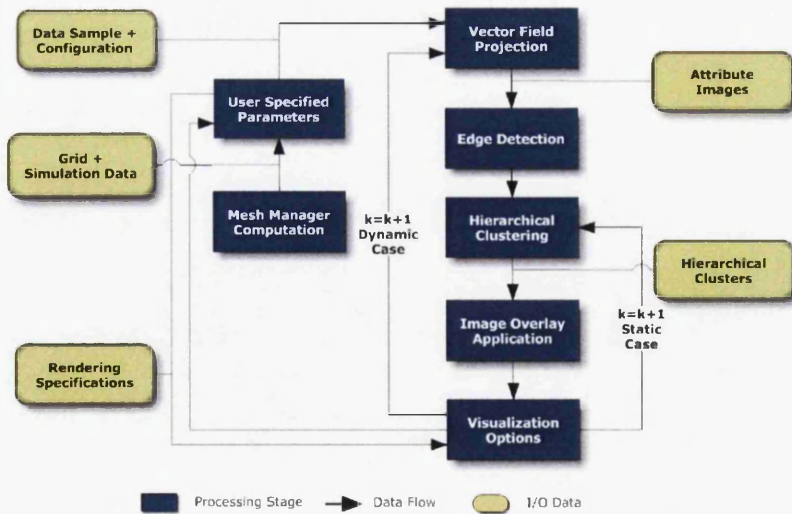 Data Sample +
Configuration
Vector Field
Projection
User Specified
Parameters
Attribute
Images
Edge Detection
Grid +
Simulation Data
Mesh Manager
Computation
k=k+1
Dynamic
Case
Hierarchical
Clustering
Hierarchical
Clusters
k=k+1
Static
Case
Image Overlay
Application
Rendering
Specifications
Visualization
Options
Processing Stage
Data Flow
I/O Data